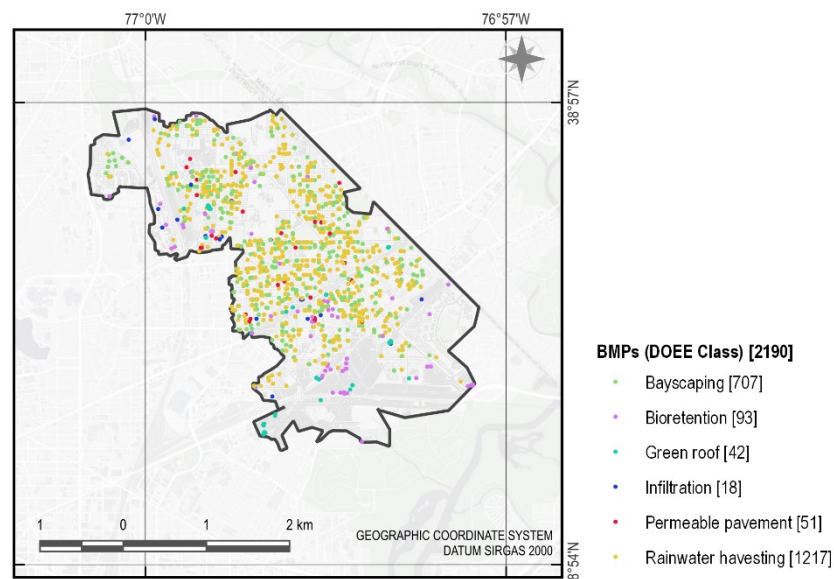 77°0'W
76°57'W
38°57'N
BMPs (DOEE Class) [2190]
Bayscaping [707]
Bioretention [93]
Green roof [42]
Infiltration [18]
Permeable pavement [51]
Rainwater havesting [1217]
1 0 1 2 km
GEOGRAPHIC COORDINATE SYSTEM
DATUM SIRGAS 2000
8°54'N